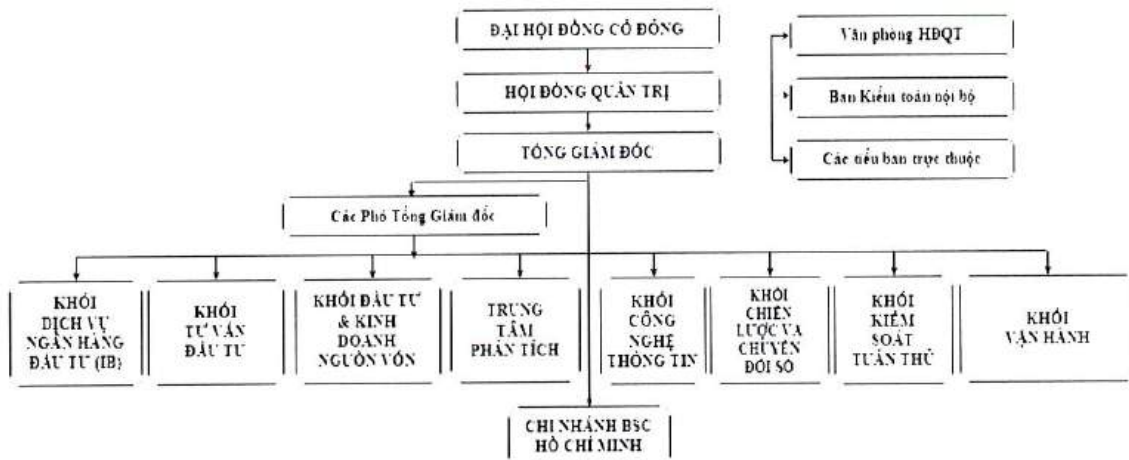 ĐẠI HỘI ĐỒNG CỔ ĐÔNG
HỘI ĐỒNG QUẢN TRỊ
TỔNG GIÁM ĐỐC
Văn phòng HĐQT
Ban Kiểm toán nội bộ
Các tiểu ban trực thuộc
Các Phó Tổng Giám đốc
KHỐI
DỊCH VỤ
NGÂN HÀNG
ĐẦU TƯ (IB)
KHỐI
TƯ VẤN
ĐẦU TƯ
KHỐI ĐẦU TƯ
& KINH
DOANH
NGUỒN VỐN
TRUNG
TÂM
PHÂN TÍCH
KHỐI
CÔNG
NGHỆ
THÔNG TIN
KHỐI
CHIẾN
LƯỢC VÀ
CHUYỂN
ĐỔI SỐ
KHỐI
KIỂM
SOÁT
TUÂN THỦ
KHỐI
VẬN HÀNH
CHI NHÁNH BSC
HỒ CHÍ MINH